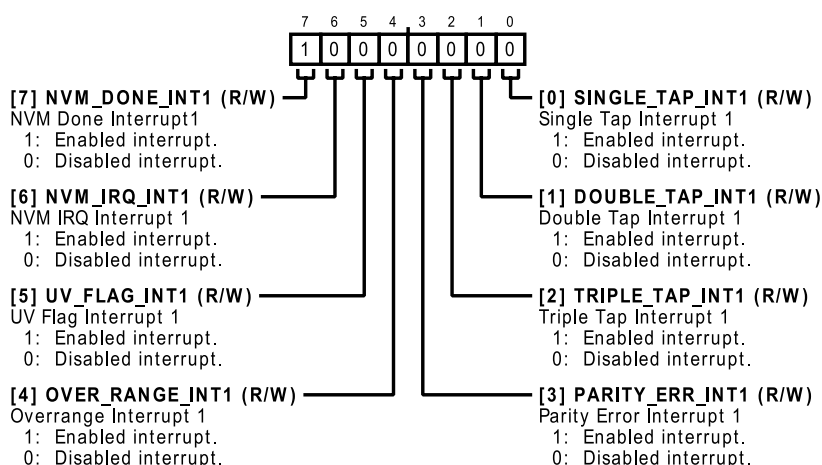 7 6 5 4 3 2 1 0
1 0 0 0 0 0 0 0
[7] NVM_DONE_INT1 (R/W)
NVM Done Interrupt1
1: Enabled interrupt.
0: Disabled interrupt.
[6] NVM_IRQ_INT1 (R/W)
NVM IRQ Interrupt 1
1: Enabled interrupt.
0: Disabled interrupt.
[5] UV_FLAG_INT1 (R/W)
UV Flag Interrupt 1
1: Enabled interrupt.
0: Disabled interrupt.
[4] OVER_RANGE_INT1 (R/W)
Overrange Interrupt 1
1: Enabled interrupt.
0: Disabled interrupt.
[0] SINGLE_TAP_INT1 (R/W)
Single Tap Interrupt 1
1: Enabled interrupt.
0: Disabled interrupt.
[1] DOUBLE_TAP_INT1 (R/W)
Double Tap Interrupt 1
1: Enabled interrupt.
0: Disabled interrupt.
[2] TRIPLE_TAP_INT1 (R/W)
Triple Tap Interrupt 1
1: Enabled interrupt.
0: Disabled interrupt.
[3] PARITY_ERR_INT1 (R/W)
Parity Error Interrupt 1
1: Enabled interrupt.
0: Disabled interrupt.